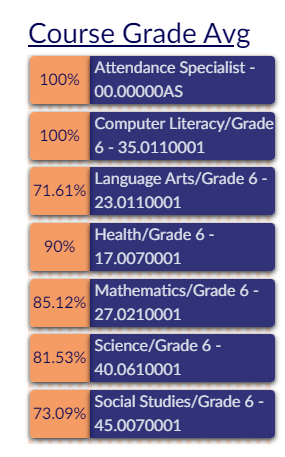 Course Grade Avg
100%
Attendance Specialist -
00.00000AS
100%
Computer Literacy/Grade
6 - 35.0110001
71.61%
Language Arts/Grade 6 -
23.0110001
90%
Health/Grade 6 -
17.0070001
85.12%
Mathematics/Grade 6 -
27.0210001
81.53%
Science/Grade 6 -
40.0610001
73.09%
Social Studies/Grade 6 -
45.0070001